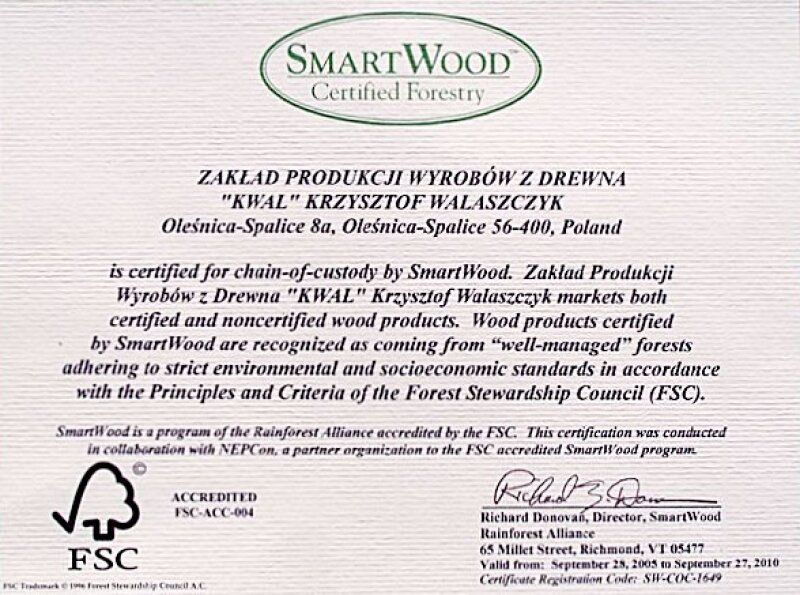 SMARTWOOD™
Certified Forestry
ZAKŁAD PRODUKCJI WYROBÓW Z DREWNA
"KWAL" KRZYSZTOF WALASZCZYK
Oleśnica-Spalice 8a, Oleśnica-Spalice 56-400, Poland
is certified for chain-of-custody by SmartWood. Zakład Produkcji
Wyrobów z Drewna "KWAL" Krzysztof Walaszczyk markets both
certified and noncertified wood products. Wood products certified
by SmartWood are recognized as coming from “well-managed” forests
adhering to strict environmental and socioeconomic standards in accordance
with the Principles and Criteria of the Forest Stewardship Council (FSC).
SmartWood is a program of the Rainforest Alliance accredited by the FSC. This certification was conducted
in collaboration with NEPCon, a partner organization to the FSC accredited SmartWood program.
©
ACCREDITED
FSC-ACC-004
FSC
FSC Trademark © 1996 Forest Stewardship Council A.C.
Richard Z. Donovan
Richard Donovan, Director, SmartWood
Rainforest Alliance
65 Millet Street, Richmond, VT 05477
Valid from: September 28, 2005 to September 27, 2010
Certificate Registration Code: SW-COC-1649